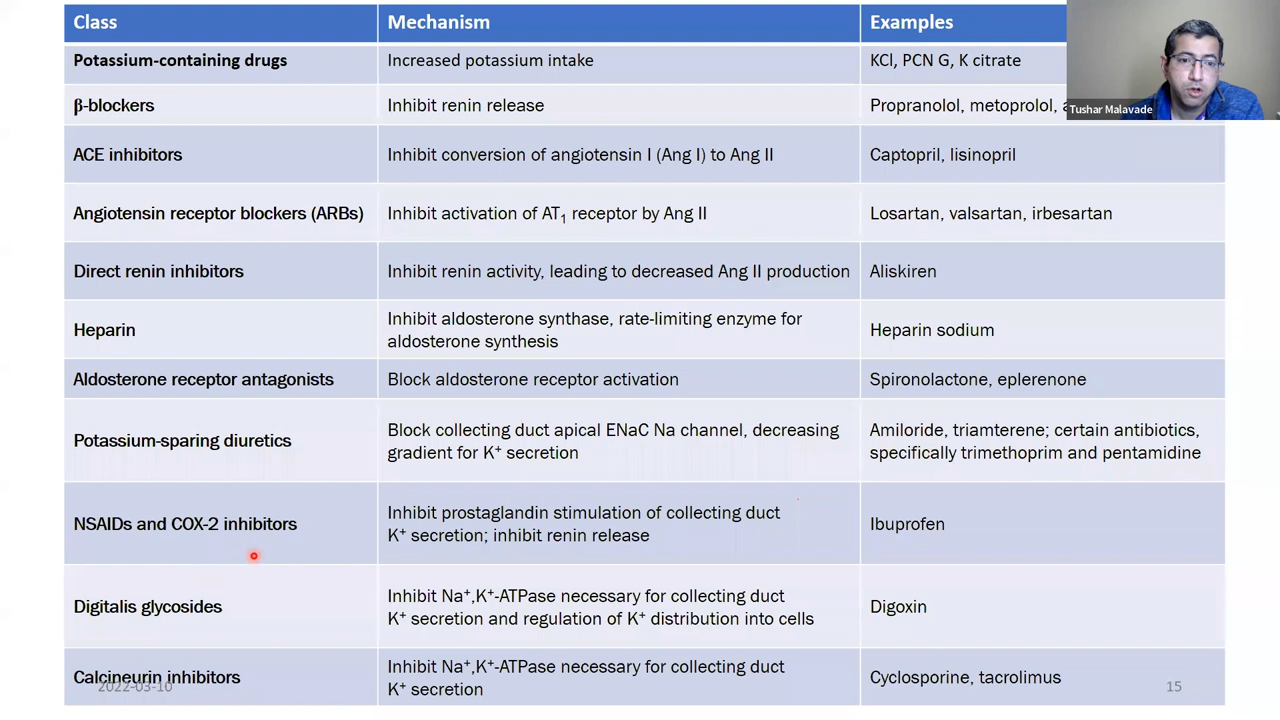 Class Mechanism Examples
Potassium-containing drugs Increased potassium intake KCl, PCN G, K citrate
β-blockers Inhibit renin release Propranolol, metoprolol,
Tushar Malavade
ACE inhibitors Inhibit conversion of angiotensin I (Ang I) to Ang II Captopril, lisinopril
Angiotensin receptor blockers (ARBs) Inhibit activation of AT₁ receptor by Ang II Losartan, valsartan, irbesartan
Direct renin inhibitors Inhibit renin activity, leading to decreased Ang II production Aliskiren
Heparin
Inhibit aldosterone synthase, rate-limiting enzyme for
aldosterone synthesis
Heparin sodium
Aldosterone receptor antagonists Block aldosterone receptor activation Spironolactone, eplerenone
Potassium-sparing diuretics
Block collecting duct apical ENaC Na channel, decreasing
gradient for K⁺ secretion
Amiloride, triamterene; certain antibiotics,
specifically trimethoprim and pentamidine
NSAIDs and COX-2 inhibitors
Inhibit prostaglandin stimulation of collecting duct
K⁺ secretion; inhibit renin release
Ibuprofen
Digitalis glycosides
Inhibit Na⁺,K⁺-ATPase necessary for collecting duct
K⁺ secretion and regulation of K⁺ distribution into cells
Digoxin
Calcineurin inhibitors
Inhibit Na⁺,K⁺-ATPase necessary for collecting duct
K⁺ secretion
Cyclosporine, tacrolimus
2022-03-10
15